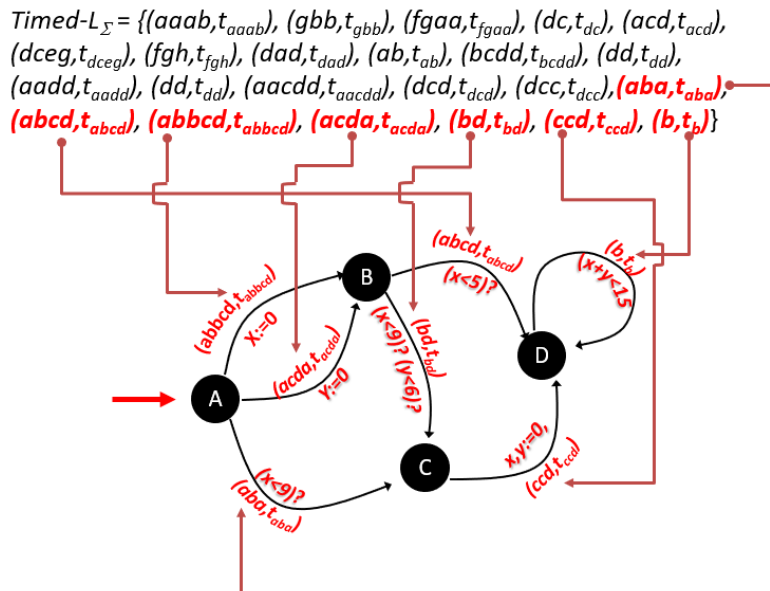 Timed-L_Σ = {(aaab,t_aaab), (gbb,t_gbb), (fgaa,t_fgaa), (dc,t_dc), (acd,t_acd),
(dceg,t_dceg), (fgh,t_fgh), (dad,t_dad), (ab,t_ab), (bcdd,t_bcdd), (dd,t_dd),
(aadd,t_aadd), (dd,t_dd), (aacdd,t_aacdd), (dcd,t_dcd), (dcc,t_dcc),(aba,t_aba),
(abcd,t_abcd), (abbcd,t_abbcd), (acda,t_acda), (bd,t_bd), (ccd,t_ccd), (b,t_b)}
(abbcd,t_abbcd)
X:=0
B
(abcd,t_abcd)
(x<5)?
(b,t_b)
(x+y<15
(acda,t_acda)
Y:=0
(x<9)? (y<6)?
(bd,t_bd)
D
A
C
x,y:=0,
(ccd,t_ccd)
(x<9)?
(aba,t_aba)